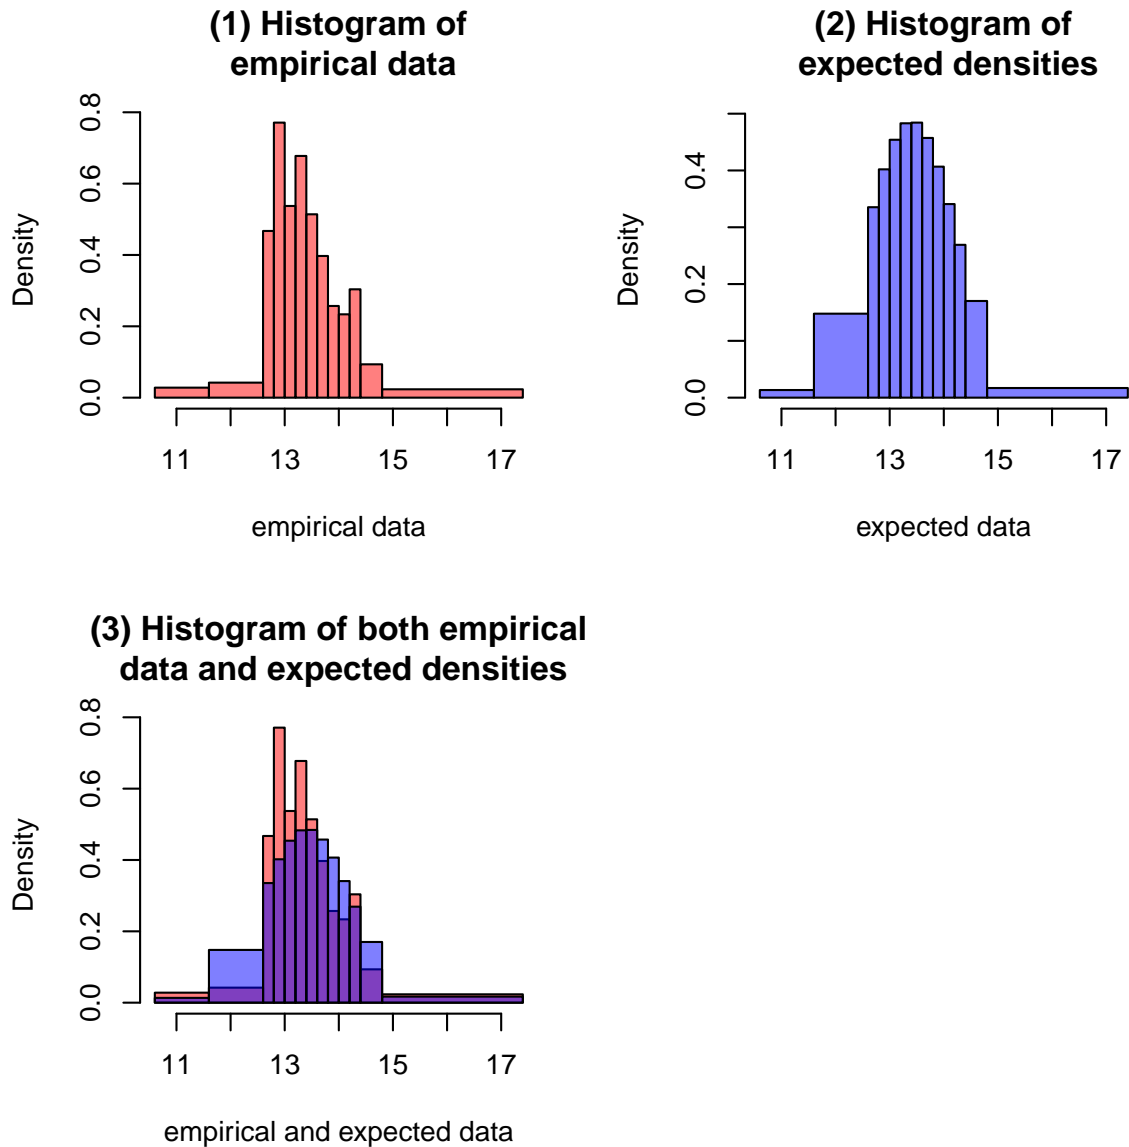 (1) Histogram of
empirical data
Density
0.0 0.2 0.4 0.6 0.8
11 13 15 17
empirical data
(2) Histogram of
expected densities
Density
0.0 0.2 0.4
11 13 15 17
expected data
(3) Histogram of both empirical
data and expected densities
Density
0.0 0.2 0.4 0.6 0.8
11 13 15 17
empirical and expected data